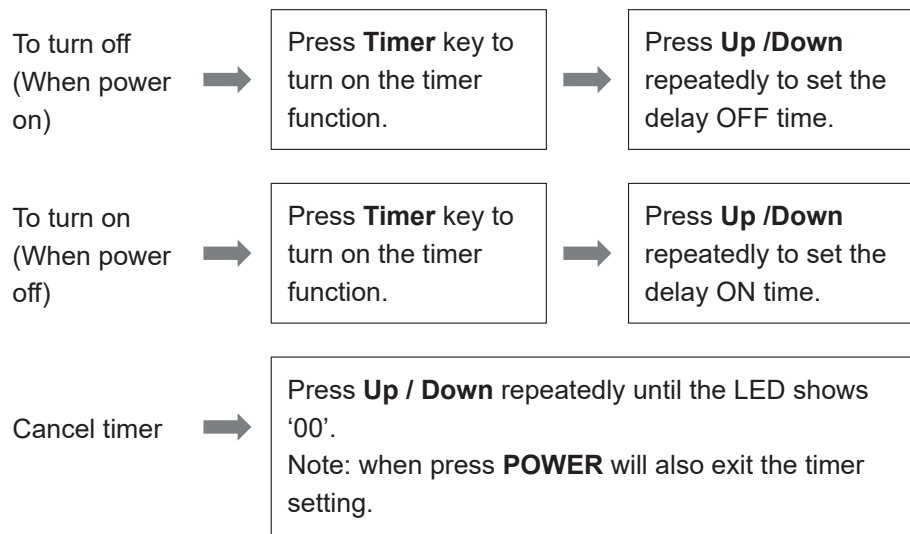 To turn off
(When power
on)
Press Timer key to
turn on the timer
function.
Press Up /Down
repeatedly to set the
delay OFF time.
To turn on
(When power
off)
Press Timer key to
turn on the timer
function.
Press Up /Down
repeatedly to set the
delay ON time.
Cancel timer
Press Up / Down repeatedly until the LED shows
‘00’.
Note: when press POWER will also exit the timer
setting.